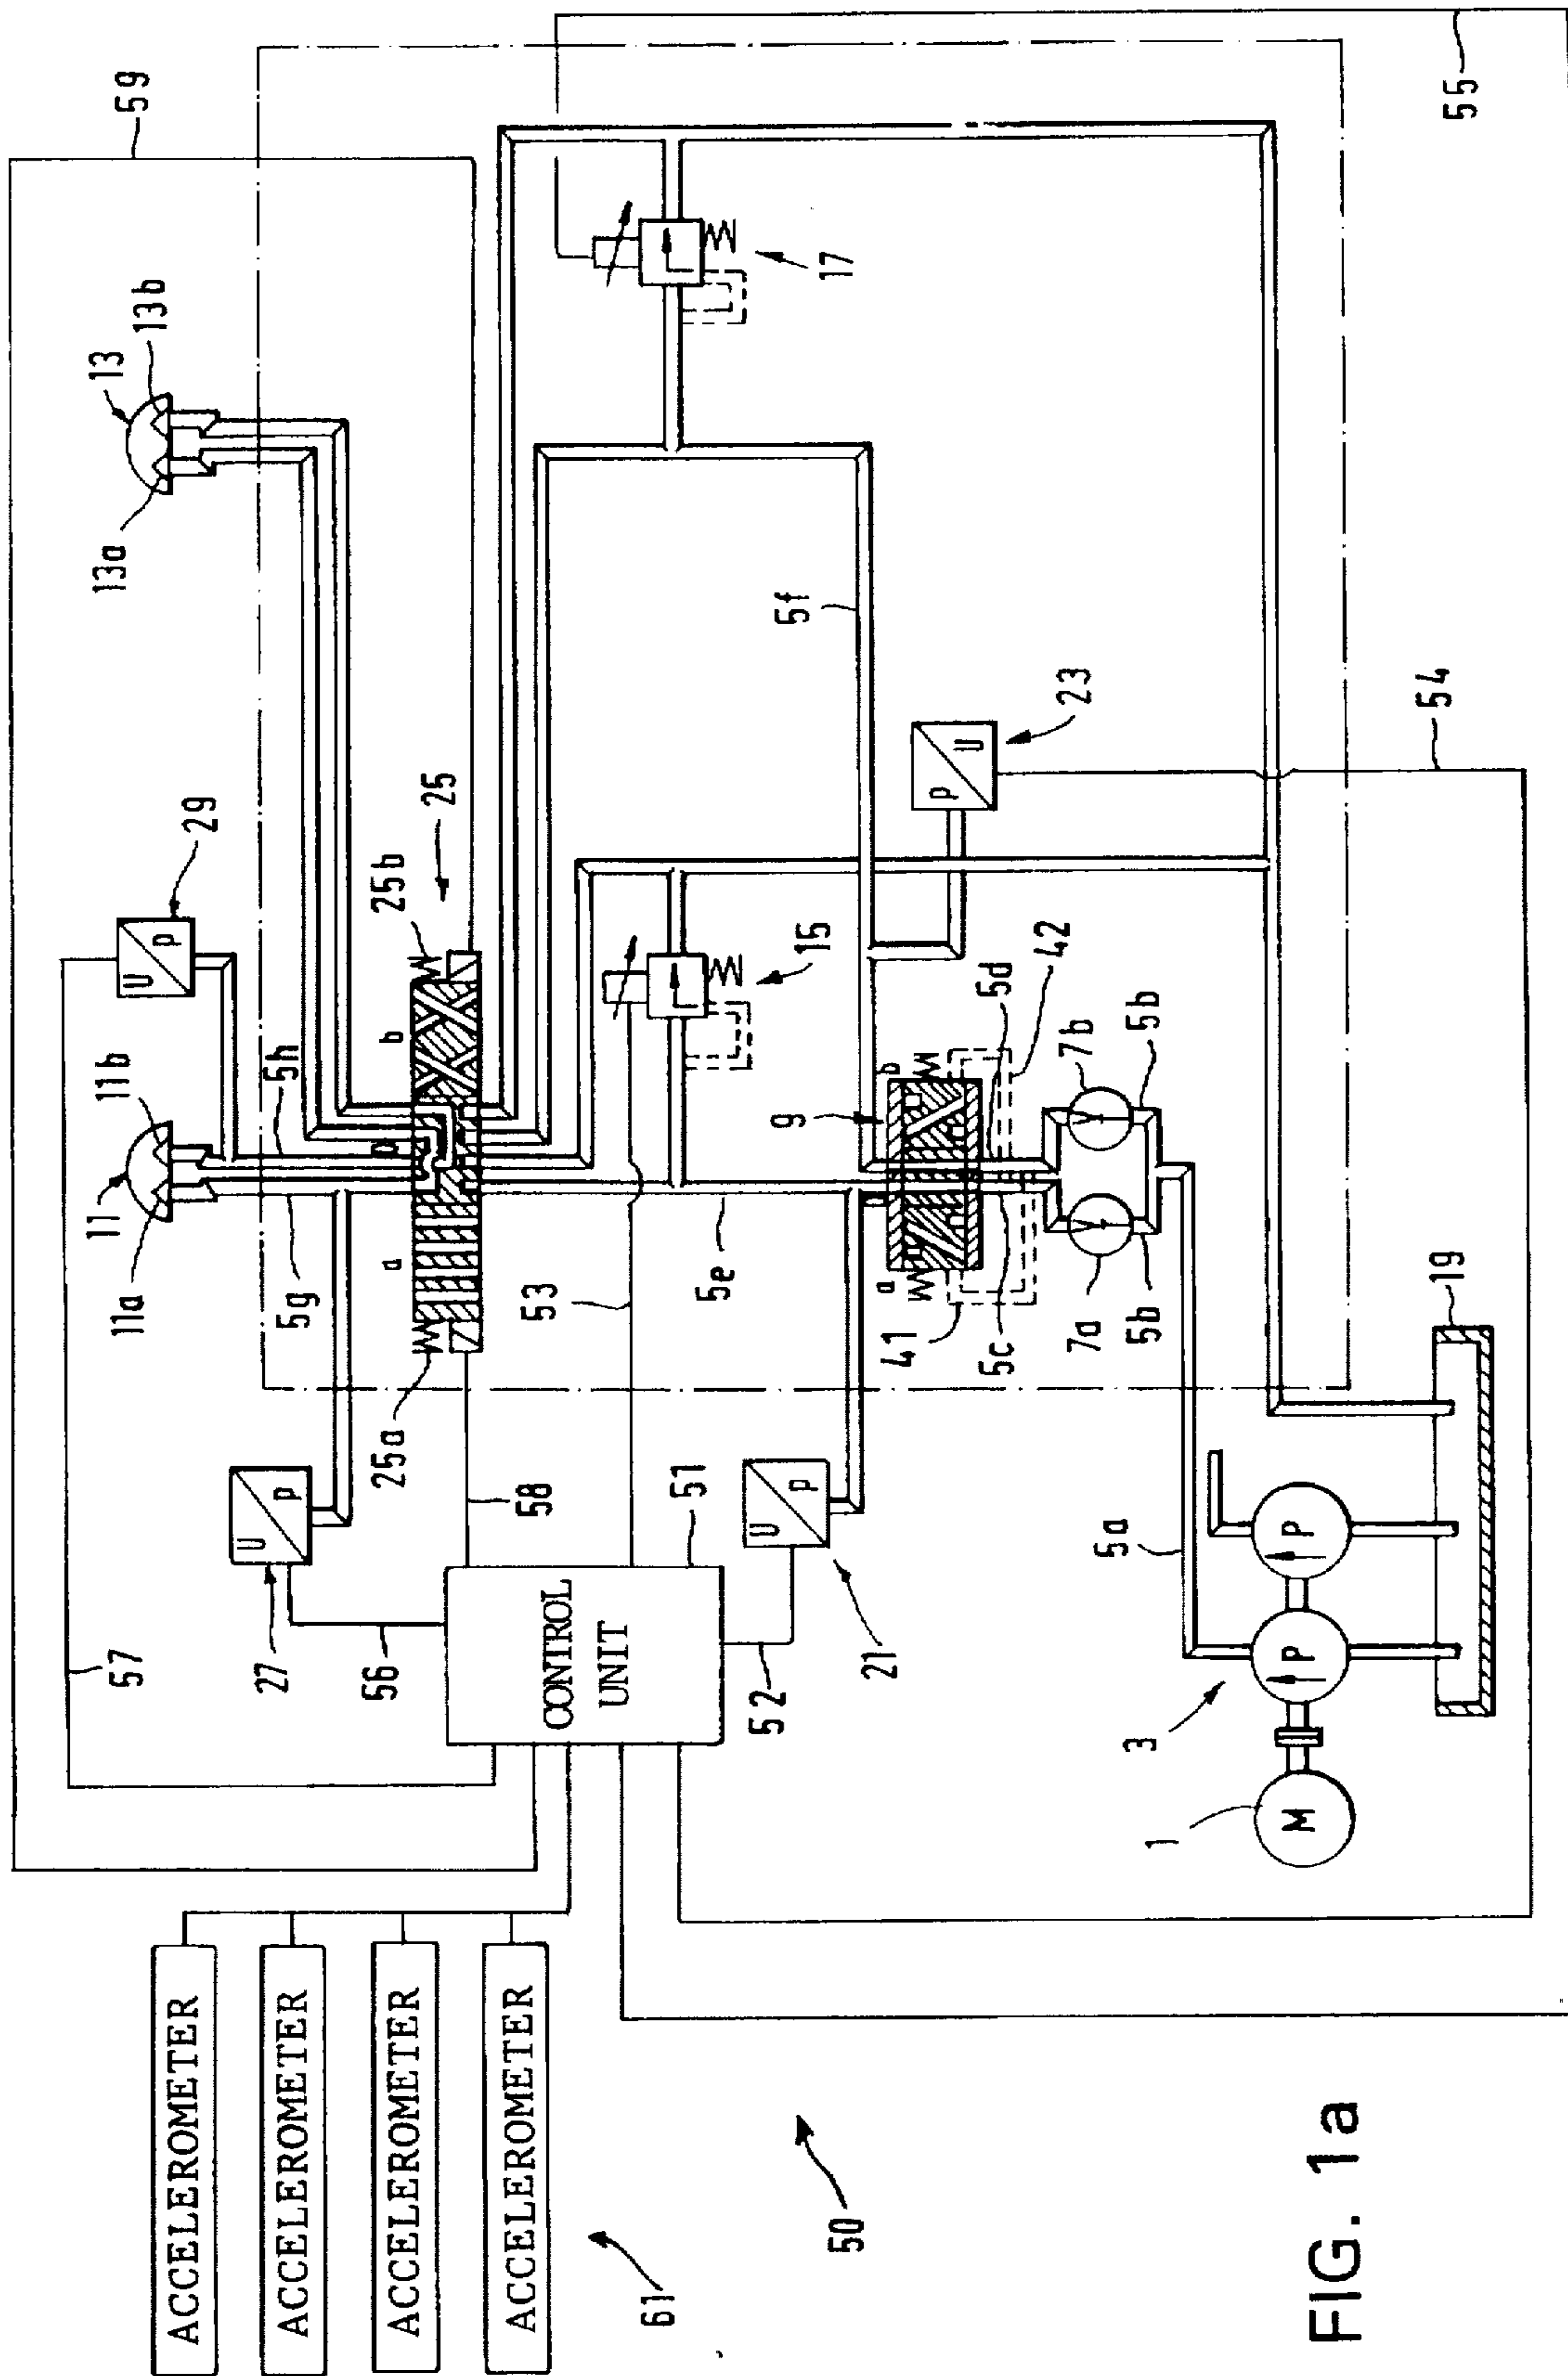 57
11a
11
11b
13a
13
13b
59
ACCELEROMETER
29
U
P
27
U
P
ACCELEROMETER
5g
5h
56
25a
a
0
b
25b
25
ACCELEROMETER
ACCELEROMETER
58
53
CONTROL
UNIT
61
51
5e
52
U
P
21
15
5f
17
50
9
a
0
b
41
5c
5d
42
P
U
23
7a
V
7b
V
5b
5b
5a
3
1
M
P
P
19
54
55
FIG. 1a